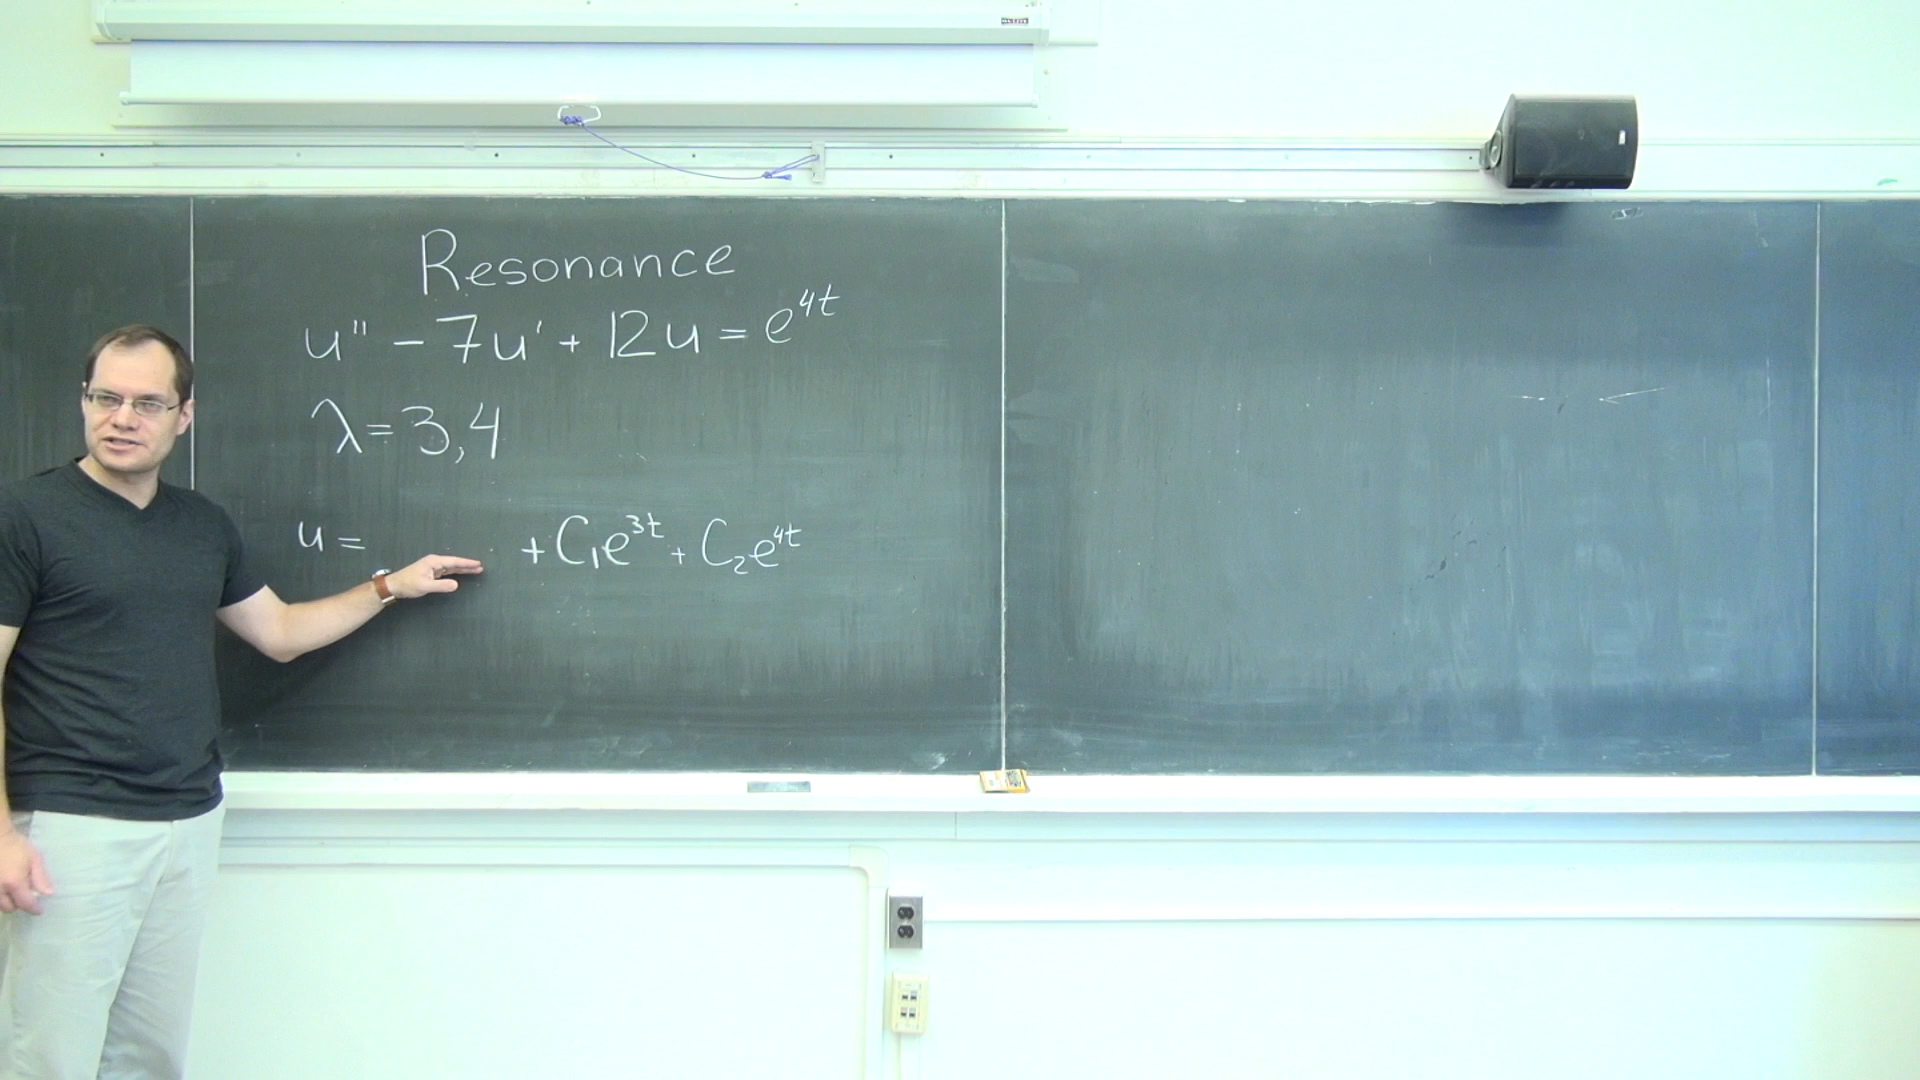 Resonance
u'' - 7u' + 12u = e^{4t}
λ = 3, 4
u = + C₁e^{3t} + C₂e^{4t}